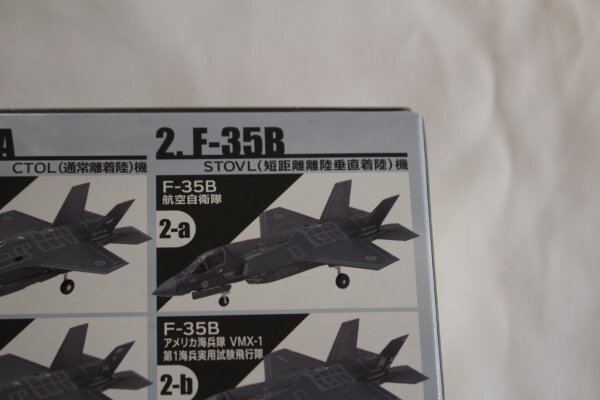 A
CTOL(通常離着陸)機
2. F-35B
STOVL(短距離離陸垂直着陸)機
F-35B
航空自衛隊
2-a
F-35B
アメリカ海兵隊 VMX-1
第1海兵実用試験飛行隊
2-b